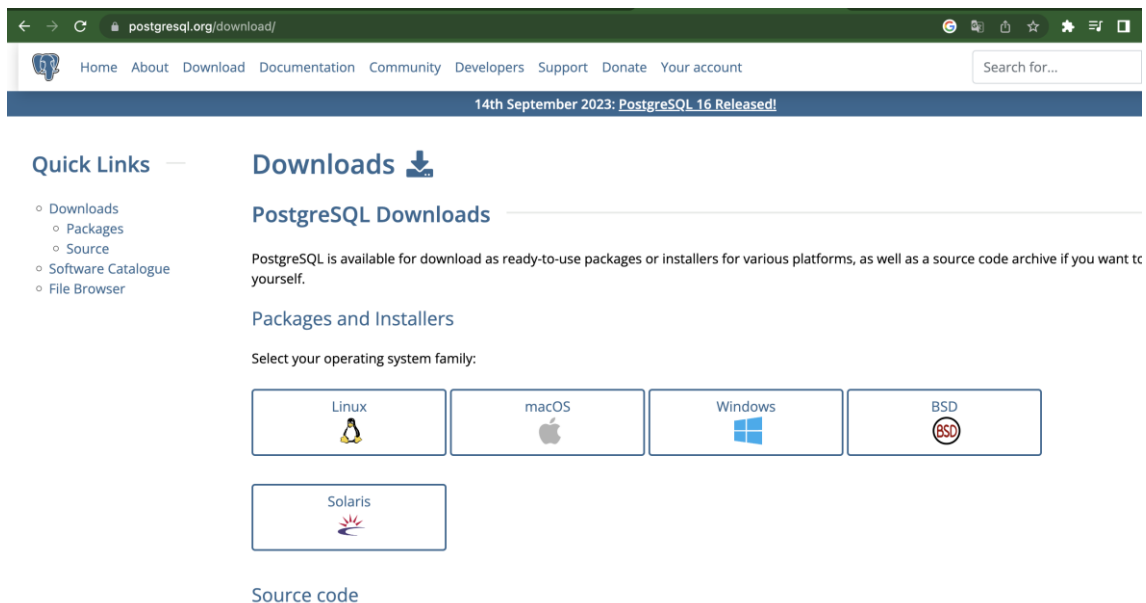 postgresql.org/download/
Home About Download Documentation Community Developers Support Donate Your account
Search for...
14th September 2023: PostgreSQL 16 Released!
Quick Links
Downloads
Packages
Source
Software Catalogue
File Browser
Downloads
PostgreSQL Downloads
PostgreSQL is available for download as ready-to-use packages or installers for various platforms, as well as a source code archive if you want to
yourself.
Packages and Installers
Select your operating system family:
Linux macOS Windows BSD
BSD
Solaris
Source code